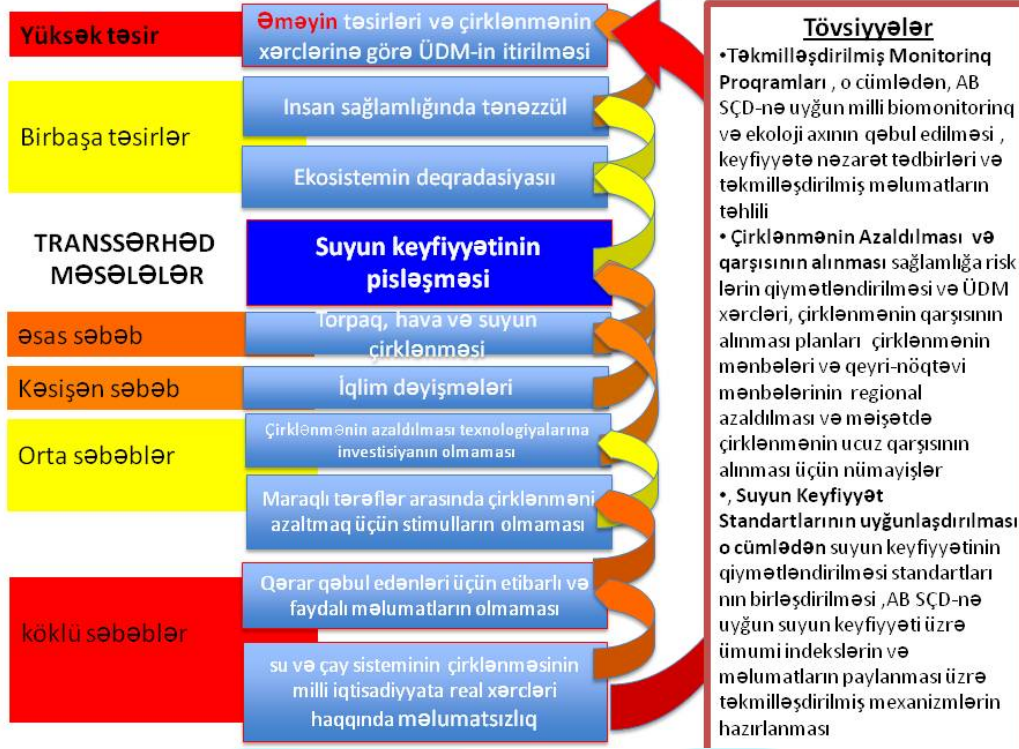 Yüksək təsir
Əməyin təsirləri və çirklənmənin
xərclərinə görə ÜDM-in itirilməsi
Birbaşa təsirlər
Insan sağlamlığında tənəzzül
Ekosistemin deqradasiyasıı
TRANSSƏRHƏD
MƏSƏLƏLƏR
Suyun keyfiyyətinin
pisləşməsi
əsas səbəb
Torpaq, hava və suyun
çirklənməsi
Kəsişən səbəb
İqlim dəyişmələri
Orta səbəblər
Çirklənmənin azaldılması texnologiyalarına
investisiyanın olmaması
Maraqlı tərəflər arasında çirklənməni
azaltmaq üçün stimulların olmaması
köklü səbəblər
Qərar qəbul edənləri üçün etibarlı və
faydalı məlumatların olmaması
su və çay sisteminin çirklənməsinin
milli iqtisadiyyata real xərcləri
haqqında məlumatsızlıq
Tövsiyyələr
•Təkmilləşdirilmiş Monitorinq
Proqramları , o cümlədən, AB
SÇD-nə uyğun milli biomonitorinq
və ekoloji axının qəbul edilməsi ,
keyfiyyətə nəzarət tədbirləri və
təkmilləşdirilmiş məlumatların
təhlili
• Çirklənmənin Azaldılması və
qarşısının alınması sağlamlığa risk
lərin qiymətləndirilməsi və ÜDM
xərcləri, çirklənmənin qarşısının
alınması planları çirklənmənin
mənbələri və qeyri-nöqtəvi
mənbələrinin regional
azaldılması və məişətdə
çirklənmənin ucuz qarşısının
alınması üçün nümayişlər
•, Suyun Keyfiyyət
Standartlarının uyğunlaşdırılması
o cümlədən suyun keyfiyyətinin
qiymətləndirilməsi standartları
nın birləşdirilməsi ,AB SÇD-nə
uyğun suyun keyfiyyəti üzrə
ümumi indekslərin və
məlumatların paylanması üzrə
təkmilləşdirilmiş mexanizmlərin
hazırlanması